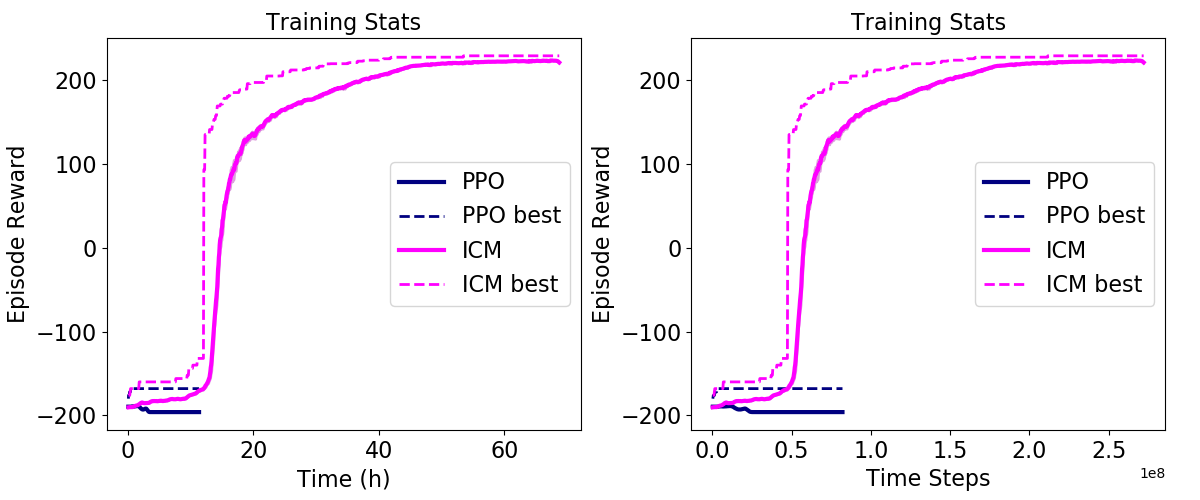 Training Stats
Episode Reward
200
100
0
−100
−200
0
20
40
60
Time (h)
PPO
PPO best
ICM
ICM best
Training Stats
Episode Reward
200
100
0
−100
−200
0.0
0.5
1.0
1.5
2.0
2.5
1e8
Time Steps
PPO
PPO best
ICM
ICM best